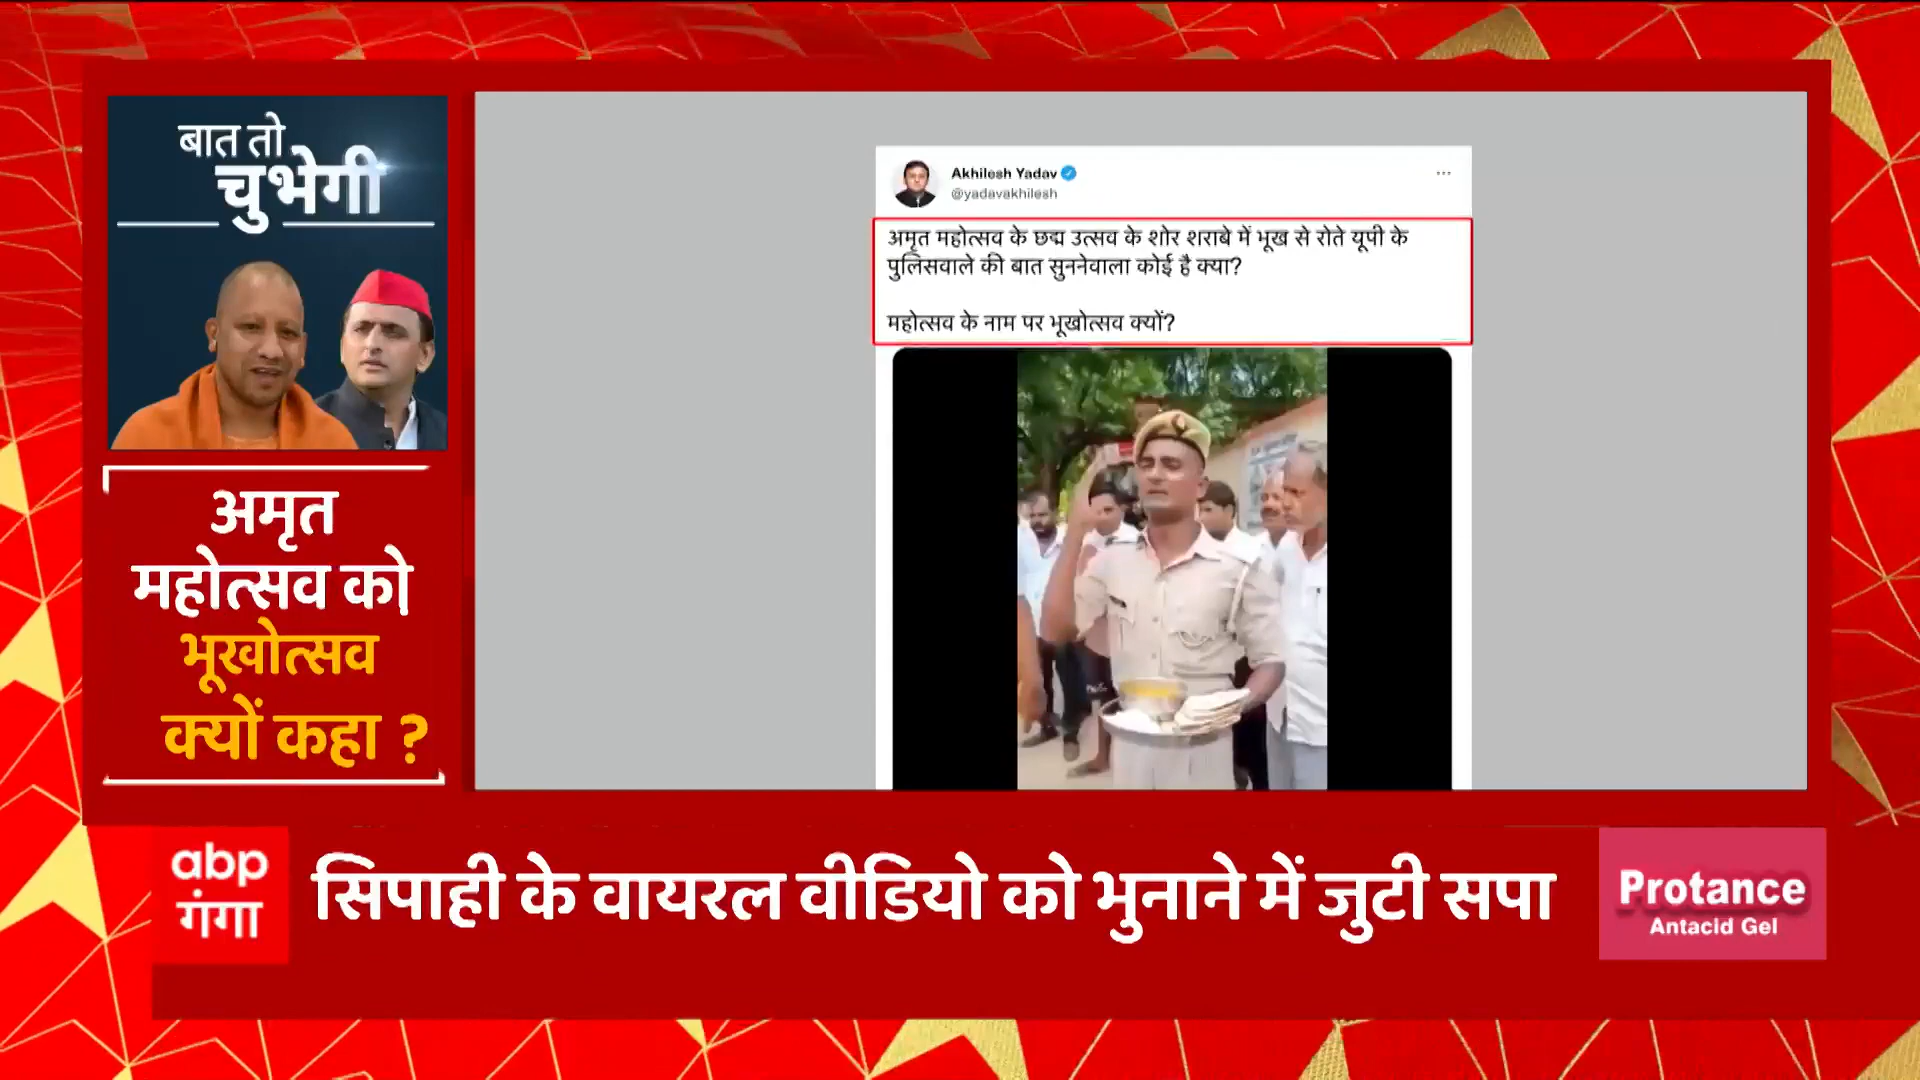 बात तो
चुभेगी
अमृत
महोत्सव को
भूखोत्सव
क्यों कहा ?
Akhilesh Yadav
@yadavakhilesh
अमृत महोत्सव के छद्म उत्सव के शोर शराबे में भूख से रोते यूपी के
पुलिसवाले की बात सुननेवाला कोई है क्या?
महोत्सव के नाम पर भूखोत्सव क्यों?
abp
गंगा
सिपाही के वायरल वीडियो को भुनाने में जुटी सपा
Protance
Antacid Gel